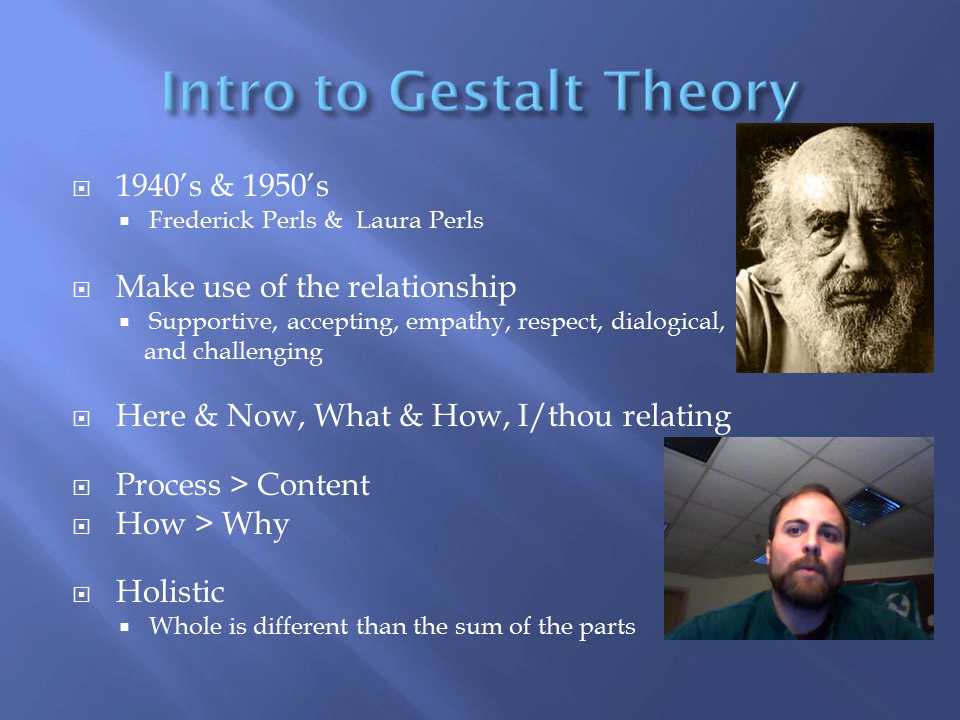 Intro to Gestalt Theory
1940's & 1950's
Frederick Perls & Laura Perls
Make use of the relationship
Supportive, accepting, empathy, respect, dialogical,
and challenging
Here & Now, What & How, I/thou relating
Process > Content
How > Why
Holistic
Whole is different than the sum of the parts